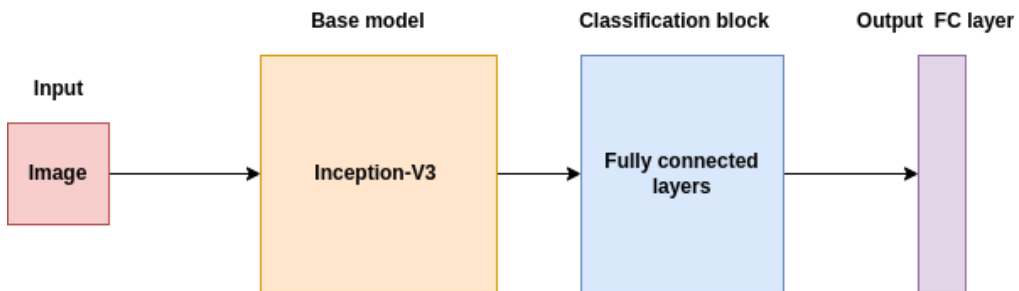 Base model
Classification block
Output FC layer
Input
Image
Inception-V3
Fully connected
layers